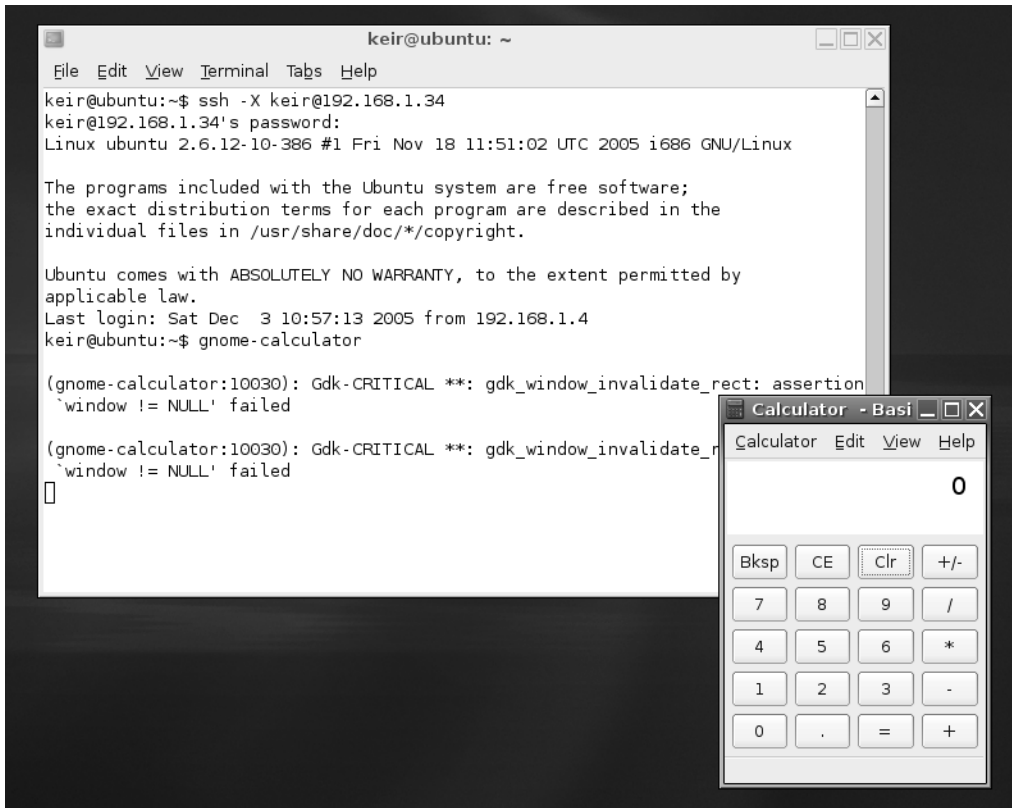 keir@ubuntu: ~
File Edit View Terminal Tabs Help
keir@ubuntu:~$ ssh -X keir@192.168.1.34
keir@192.168.1.34's password:
Linux ubuntu 2.6.12-10-386 #1 Fri Nov 18 11:51:02 UTC 2005 i686 GNU/Linux
The programs included with the Ubuntu system are free software;
the exact distribution terms for each program are described in the
individual files in /usr/share/doc/*/copyright.
Ubuntu comes with ABSOLUTELY NO WARRANTY, to the extent permitted by
applicable law.
Last login: Sat Dec  3 10:57:13 2005 from 192.168.1.4
keir@ubuntu:~$ gnome-calculator
(gnome-calculator:10030): Gdk-CRITICAL **: gdk_window_invalidate_rect: assertion
`window != NULL' failed
(gnome-calculator:10030): Gdk-CRITICAL **: gdk_window_invalidate_r
`window != NULL' failed
Calculator - Basi
Calculator Edit View Help
0
Bksp CE Clr +/-
7 8 9 /
4 5 6 *
1 2 3 -
0 . = +